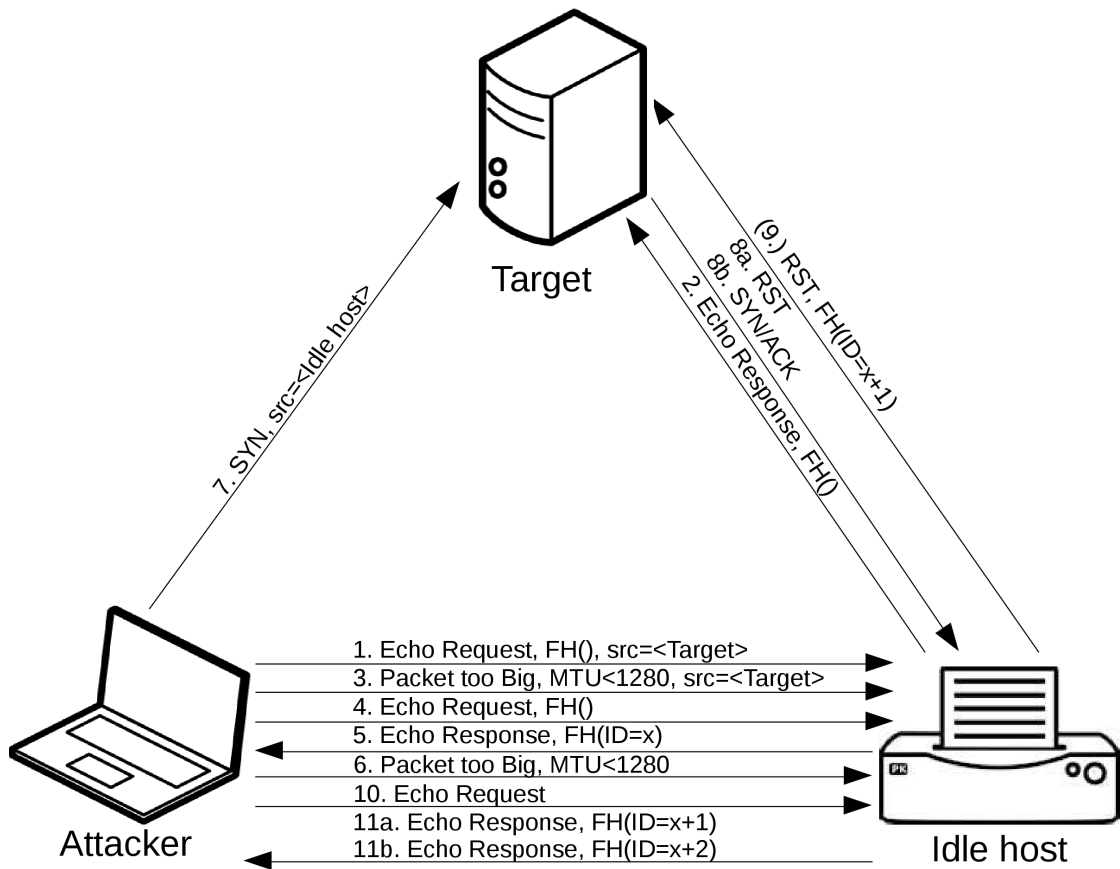 Target
7. SYN, src=<Idle host>
(9.) RST, FH(ID=x+1)
8a. RST
8b. SYN/ACK
2. Echo Response, FH()
1. Echo Request, FH(), src=<Target>
3. Packet too Big, MTU<1280, src=<Target>
4. Echo Request, FH()
5. Echo Response, FH(ID=x)
6. Packet too Big, MTU<1280
10. Echo Request
11a. Echo Response, FH(ID=x+1)
11b. Echo Response, FH(ID=x+2)
Attacker
PK
Idle host